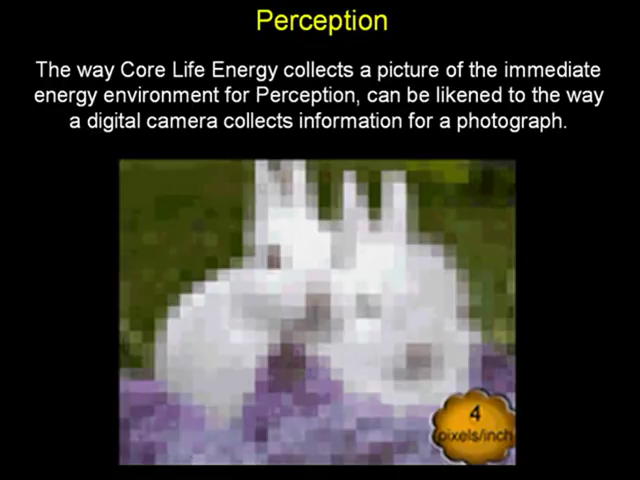 Perception
The way Core Life Energy collects a picture of the immediate
energy environment for Perception, can be likened to the way
a digital camera collects information for a photograph.
4
pixels/inch